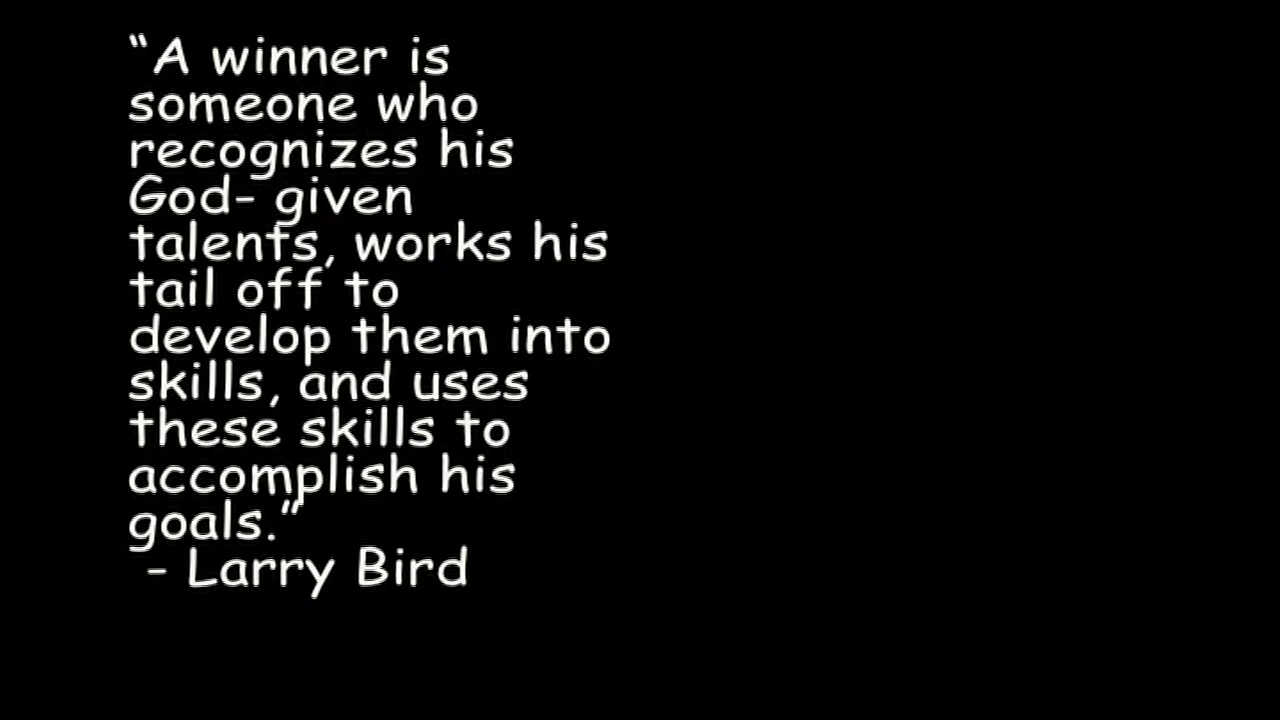 “A winner is
someone who
recognizes his
God- given
talents, works his
tail off to
develop them into
skills, and uses
these skills to
accomplish his
goals.”
- Larry Bird